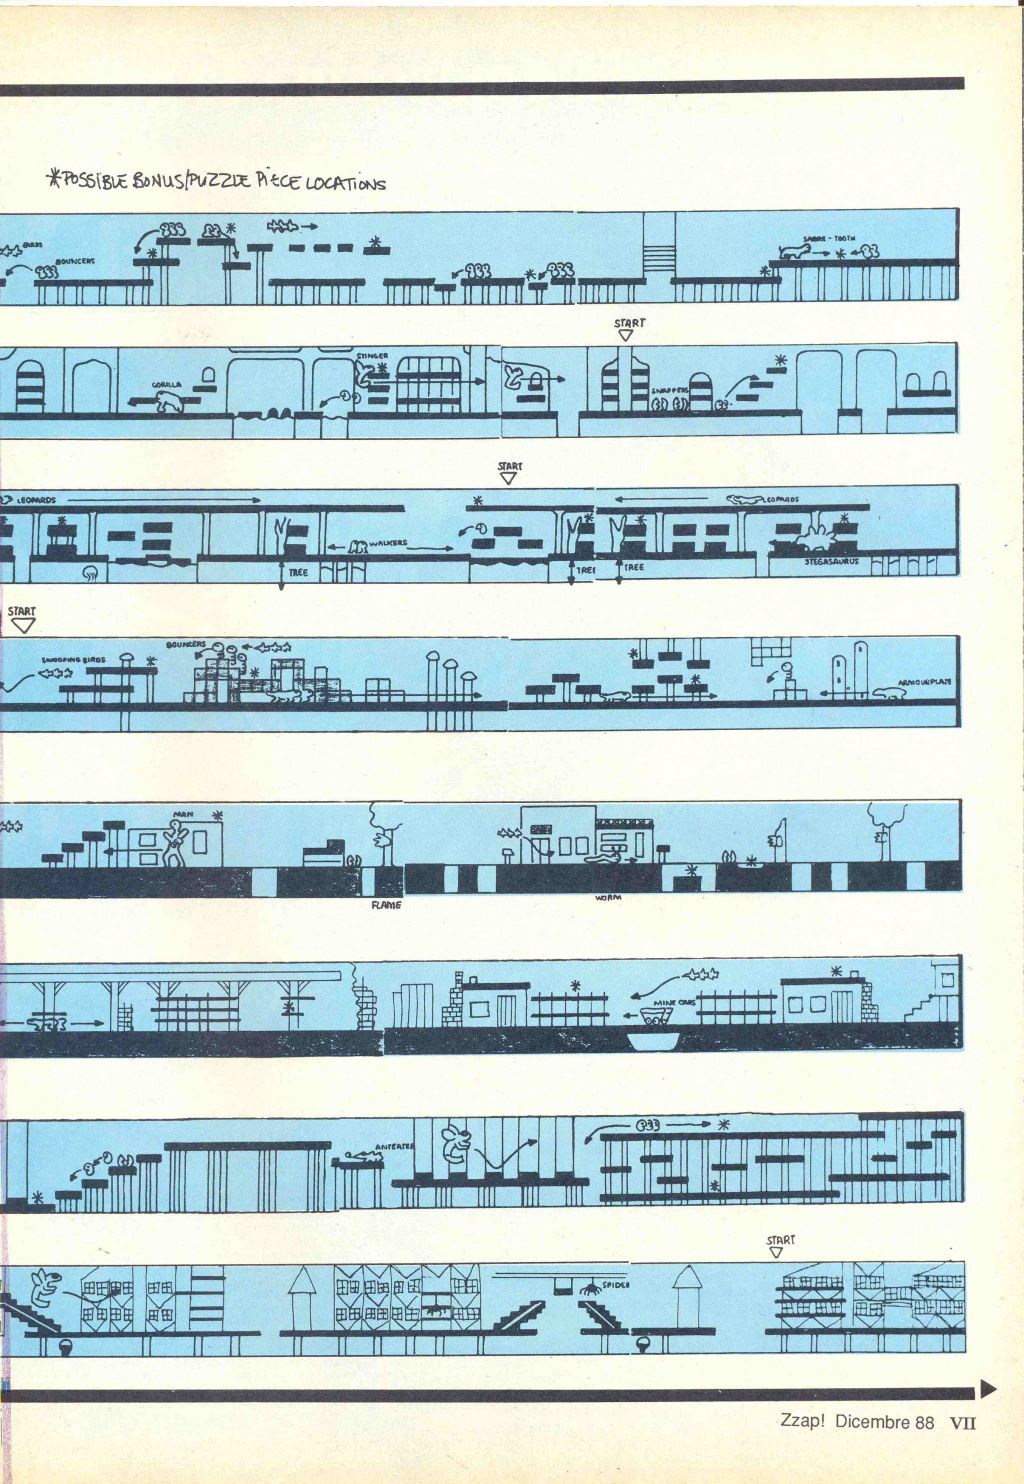 *POSSIBLE BONUS/PUZZLE PIECE LOCATIONS
BIRDS
BOUNCERS
SABRE-TOOTH
START
STINGER
GORILLA
SNAPPERS
START
LEOPARDS
LEOPARDS
WALKERS
TREE
TREE
TREE
STEGASAURUS
START
SWOOPING BIRDS
BOUNCERS
ARMOURPLATE
MAN
FLAME
WORM
MINE CARS
ANTEATER
START
SPIDER
Zzap! Dicembre 88 VII